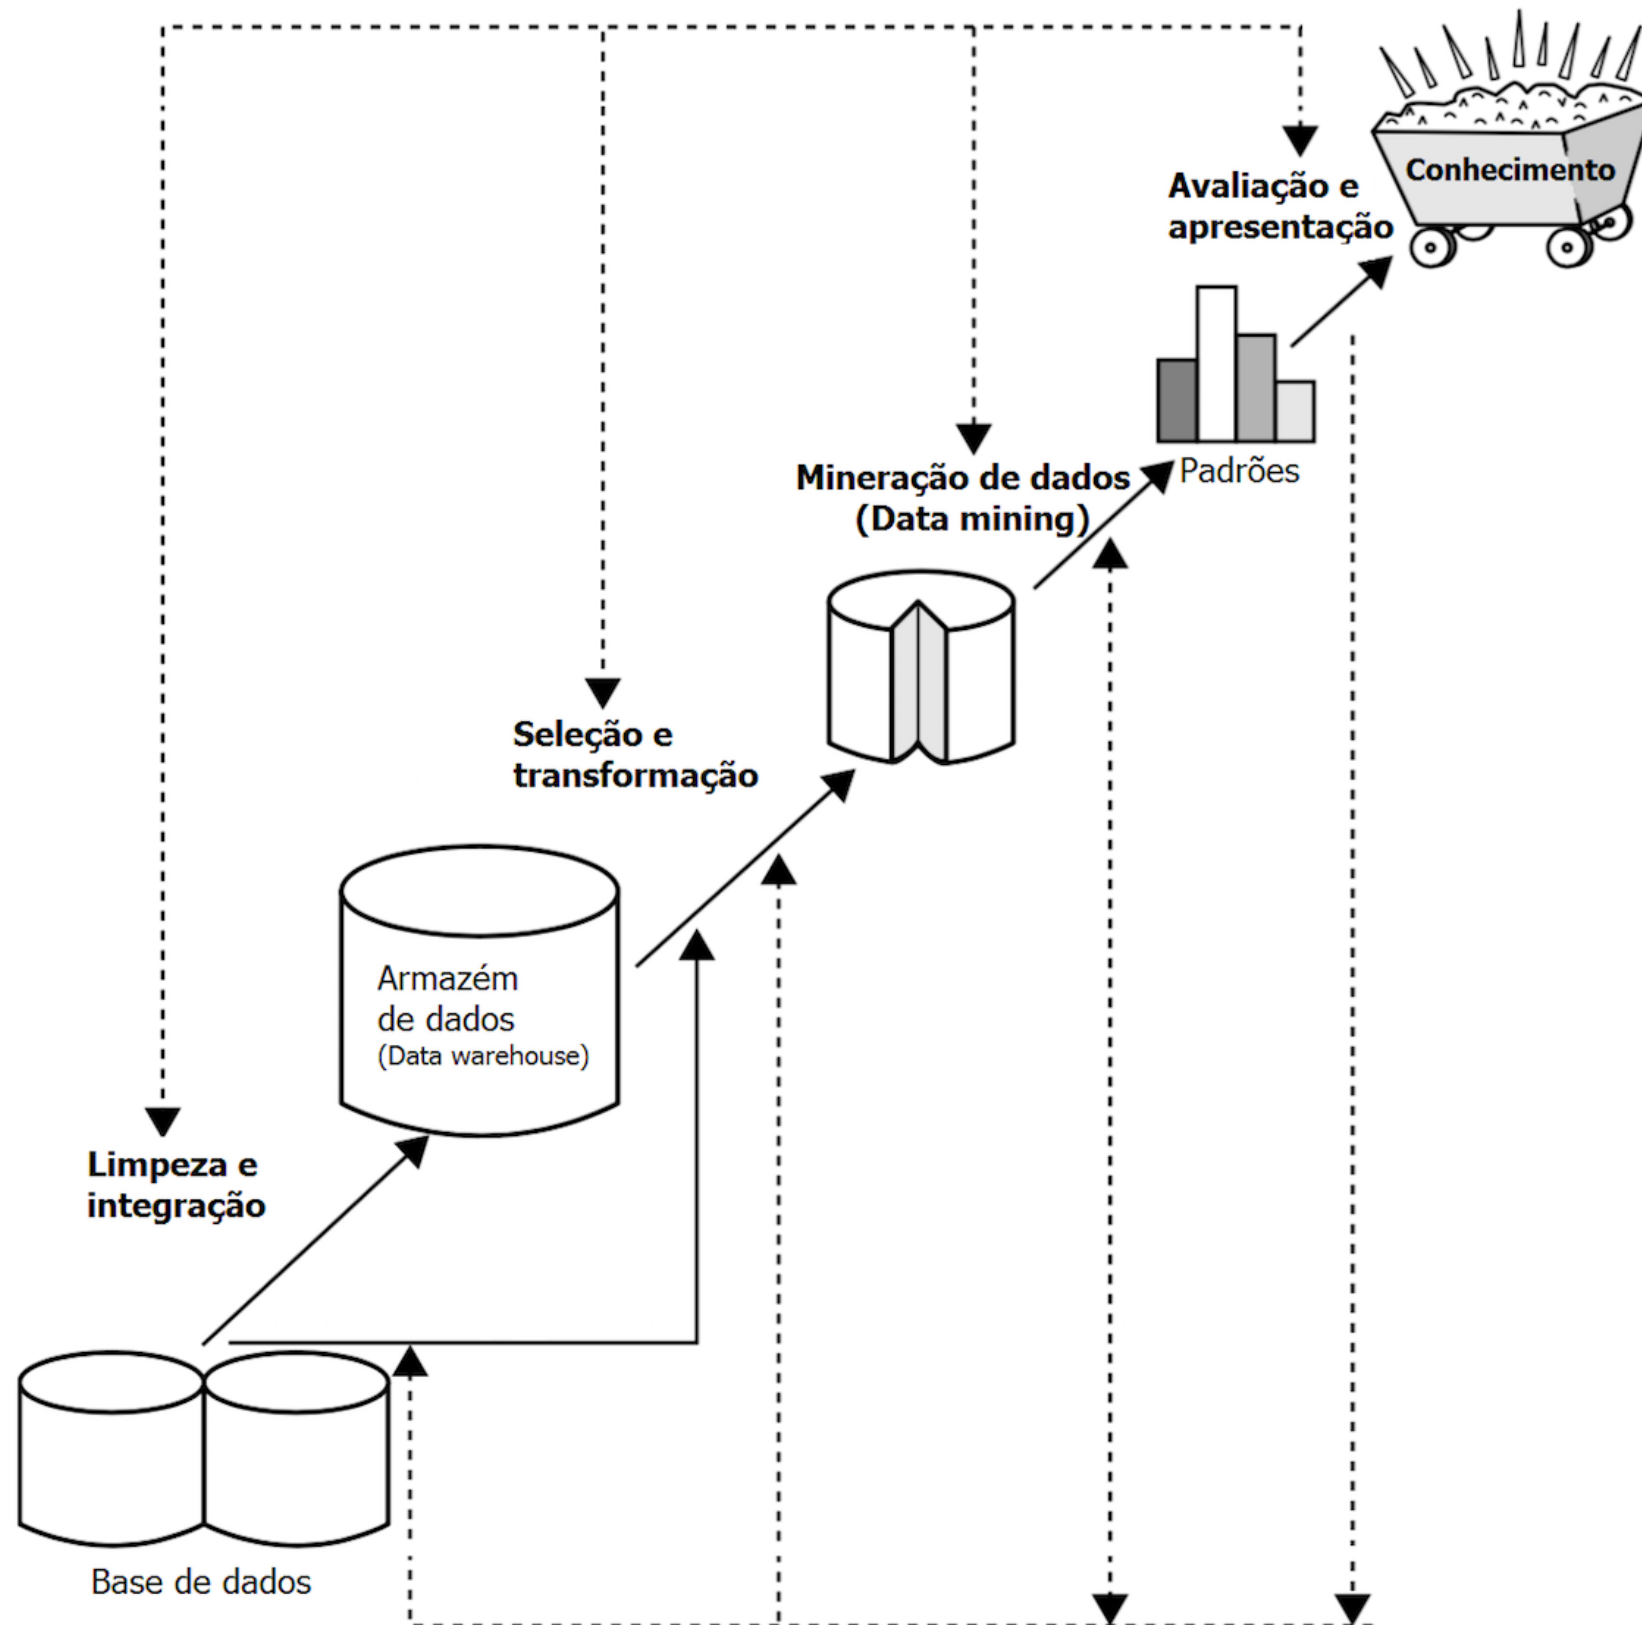 Conhecimento
Avaliação e
apresentação
Padrões
Mineração de dados
(Data mining)
Seleção e
transformação
Armazém
de dados
(Data warehouse)
Limpeza e
integração
Base de dados